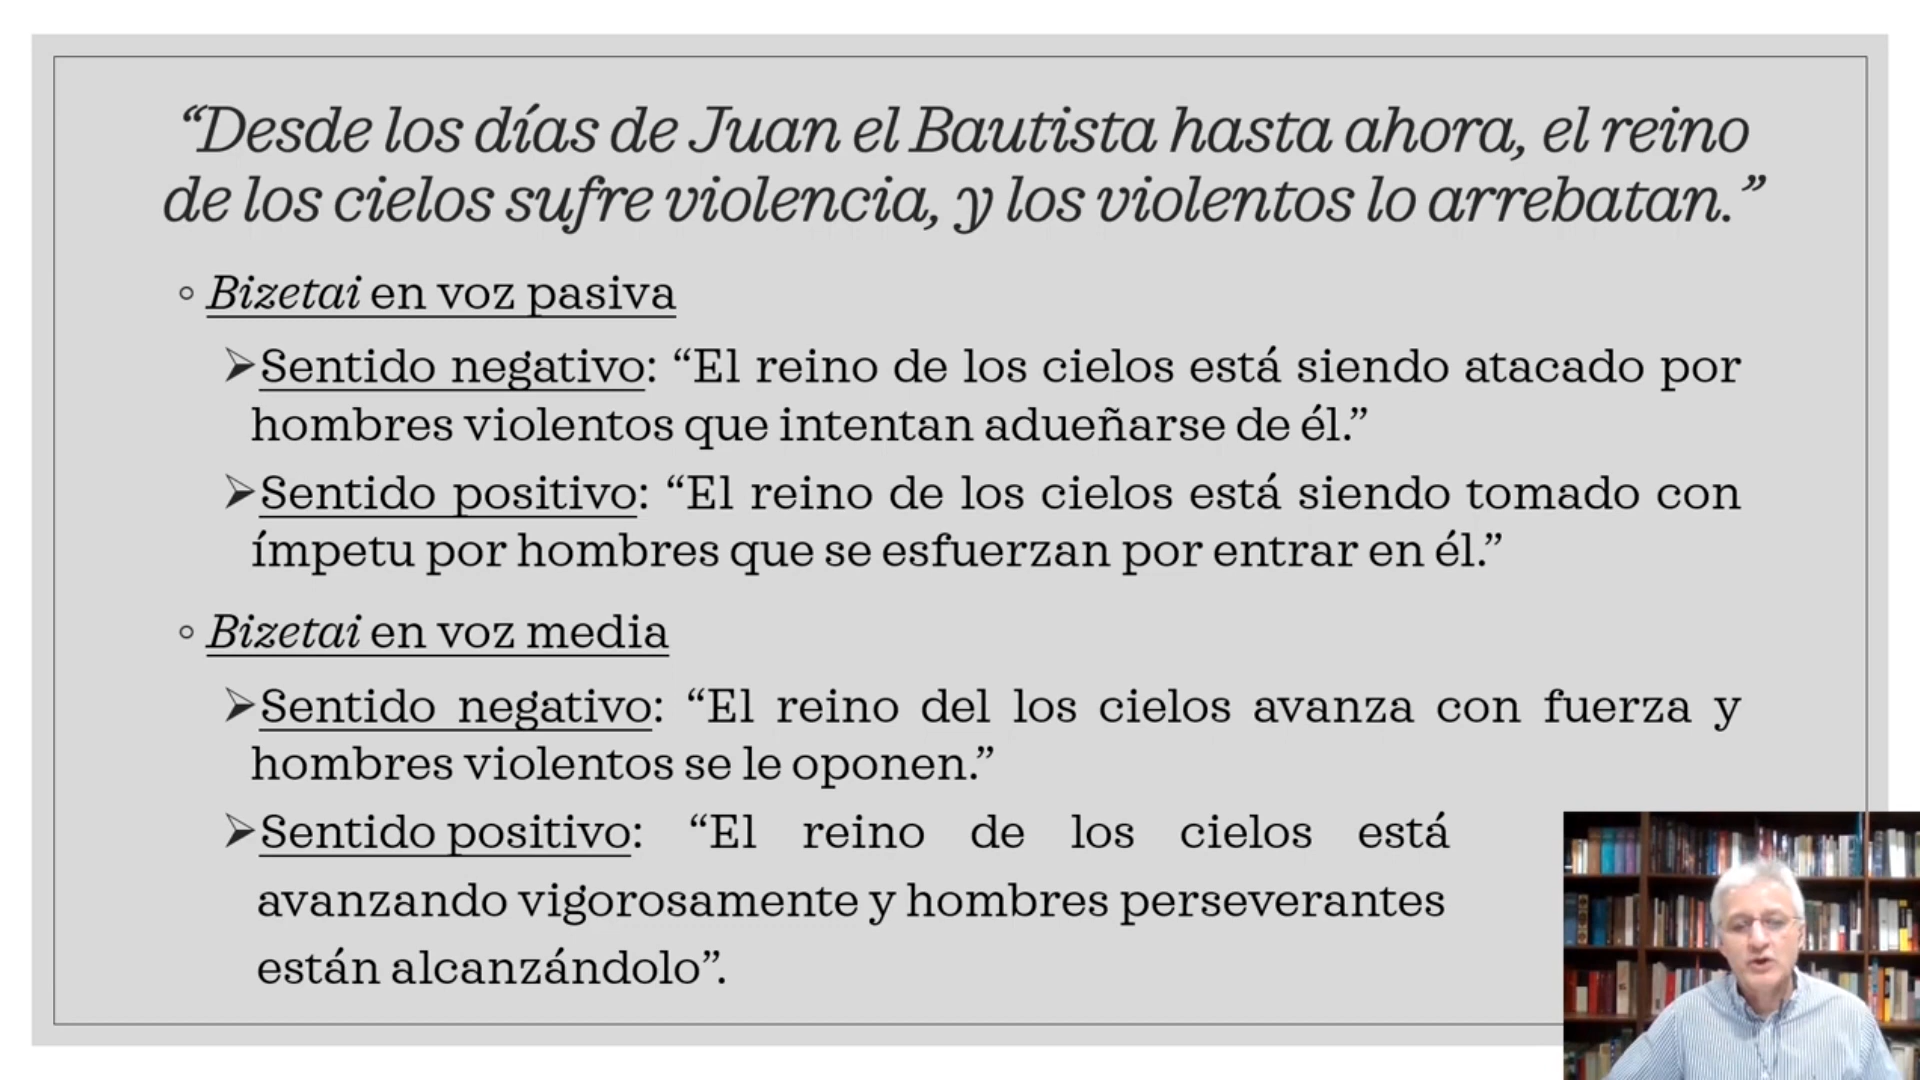 “Desde los días de Juan el Bautista hasta ahora, el reino
de los cielos sufre violencia, y los violentos lo arrebatan.”
◦ Bizetai en voz pasiva
➢Sentido negativo: “El reino de los cielos está siendo atacado por
hombres violentos que intentan adueñarse de él.”
➢Sentido positivo: “El reino de los cielos está siendo tomado con
ímpetu por hombres que se esfuerzan por entrar en él.”
◦ Bizetai en voz media
➢Sentido negativo: “El reino del los cielos avanza con fuerza y
hombres violentos se le oponen.”
➢Sentido positivo: “El reino de los cielos está
avanzando vigorosamente y hombres perseverantes
están alcanzándolo”.